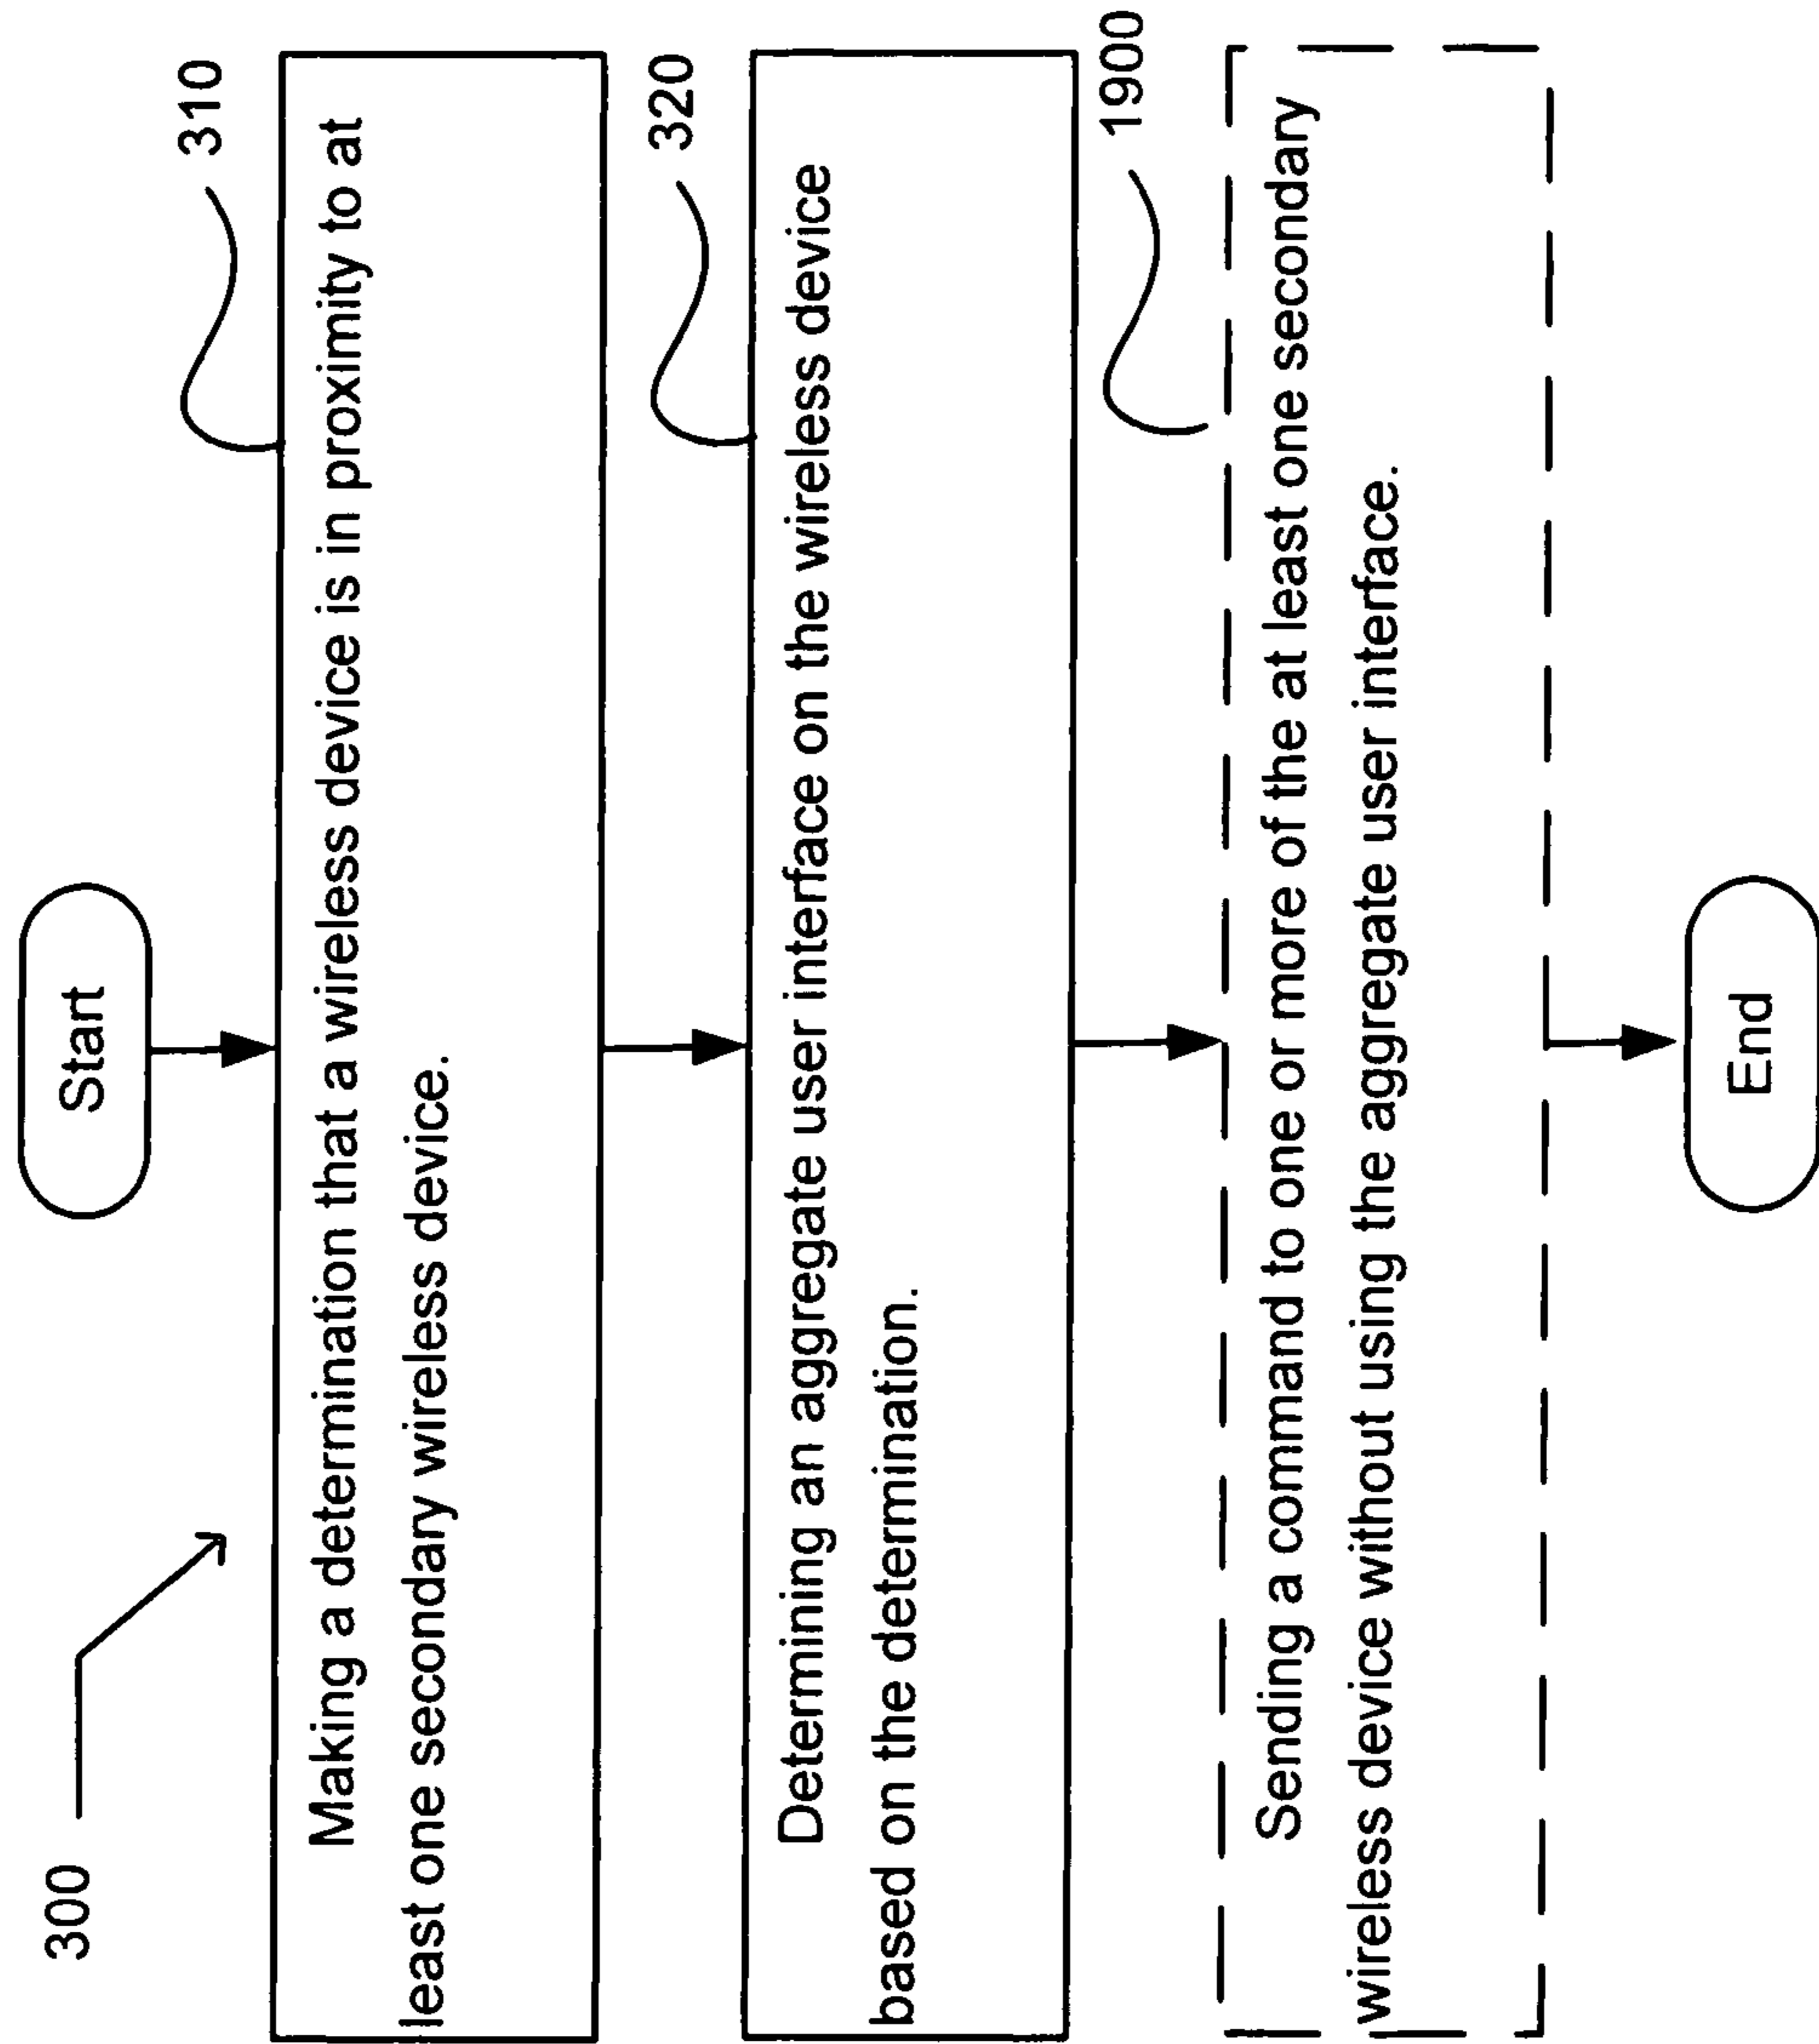 300
Start
310
Making a determination that a wireless device is in proximity to at
least one secondary wireless device.
320
Determining an aggregate user interface on the wireless device
based on the determination.
1900
Sending a command to one or more of the at least one secondary
wireless device without using the aggregate user interface.
End